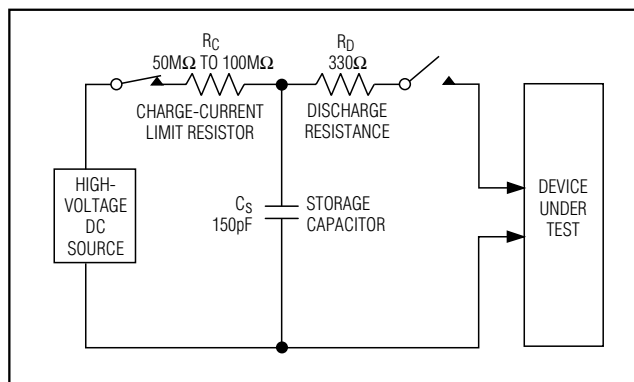 R_C
50MΩ TO 100MΩ
CHARGE-CURRENT
LIMIT RESISTOR
R_D
330Ω
DISCHARGE
RESISTANCE
HIGH-
VOLTAGE
DC
SOURCE
C_S
150pF
STORAGE
CAPACITOR
DEVICE
UNDER
TEST